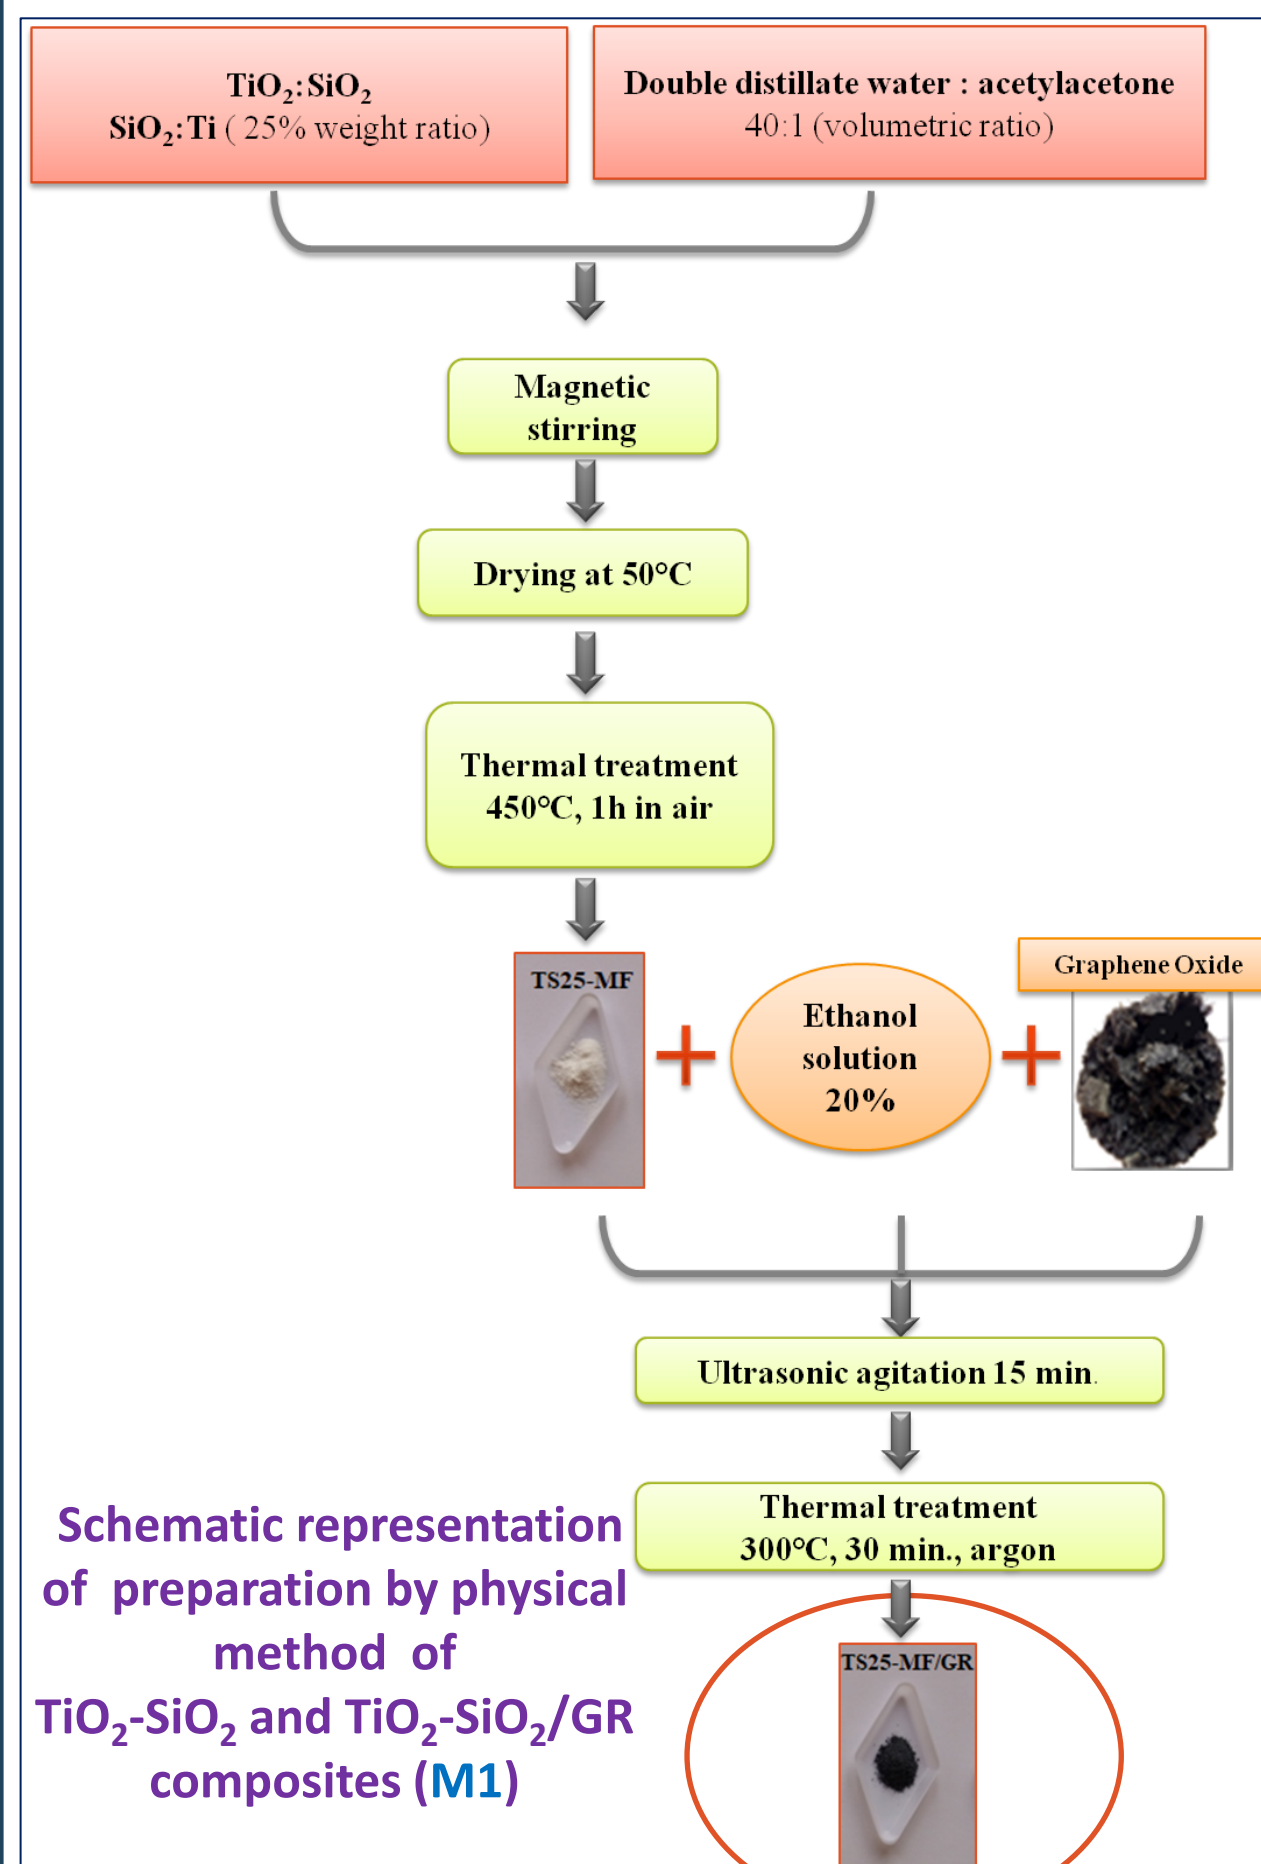 TiO₂:SiO₂
SiO₂:Ti ( 25% weight ratio)
Double distillate water : acetylacetone
40:1 (volumetric ratio)
Magnetic
stirring
Drying at 50°C
Thermal treatment
450°C, 1h in air
TS25-MF
Ethanol
solution
20%
Graphene Oxide
Ultrasonic agitation 15 min.
Thermal treatment
300°C, 30 min., argon
TS25-MF/GR
Schematic representation
of preparation by physical
method of
TiO₂-SiO₂ and TiO₂-SiO₂/GR
composites (M1)